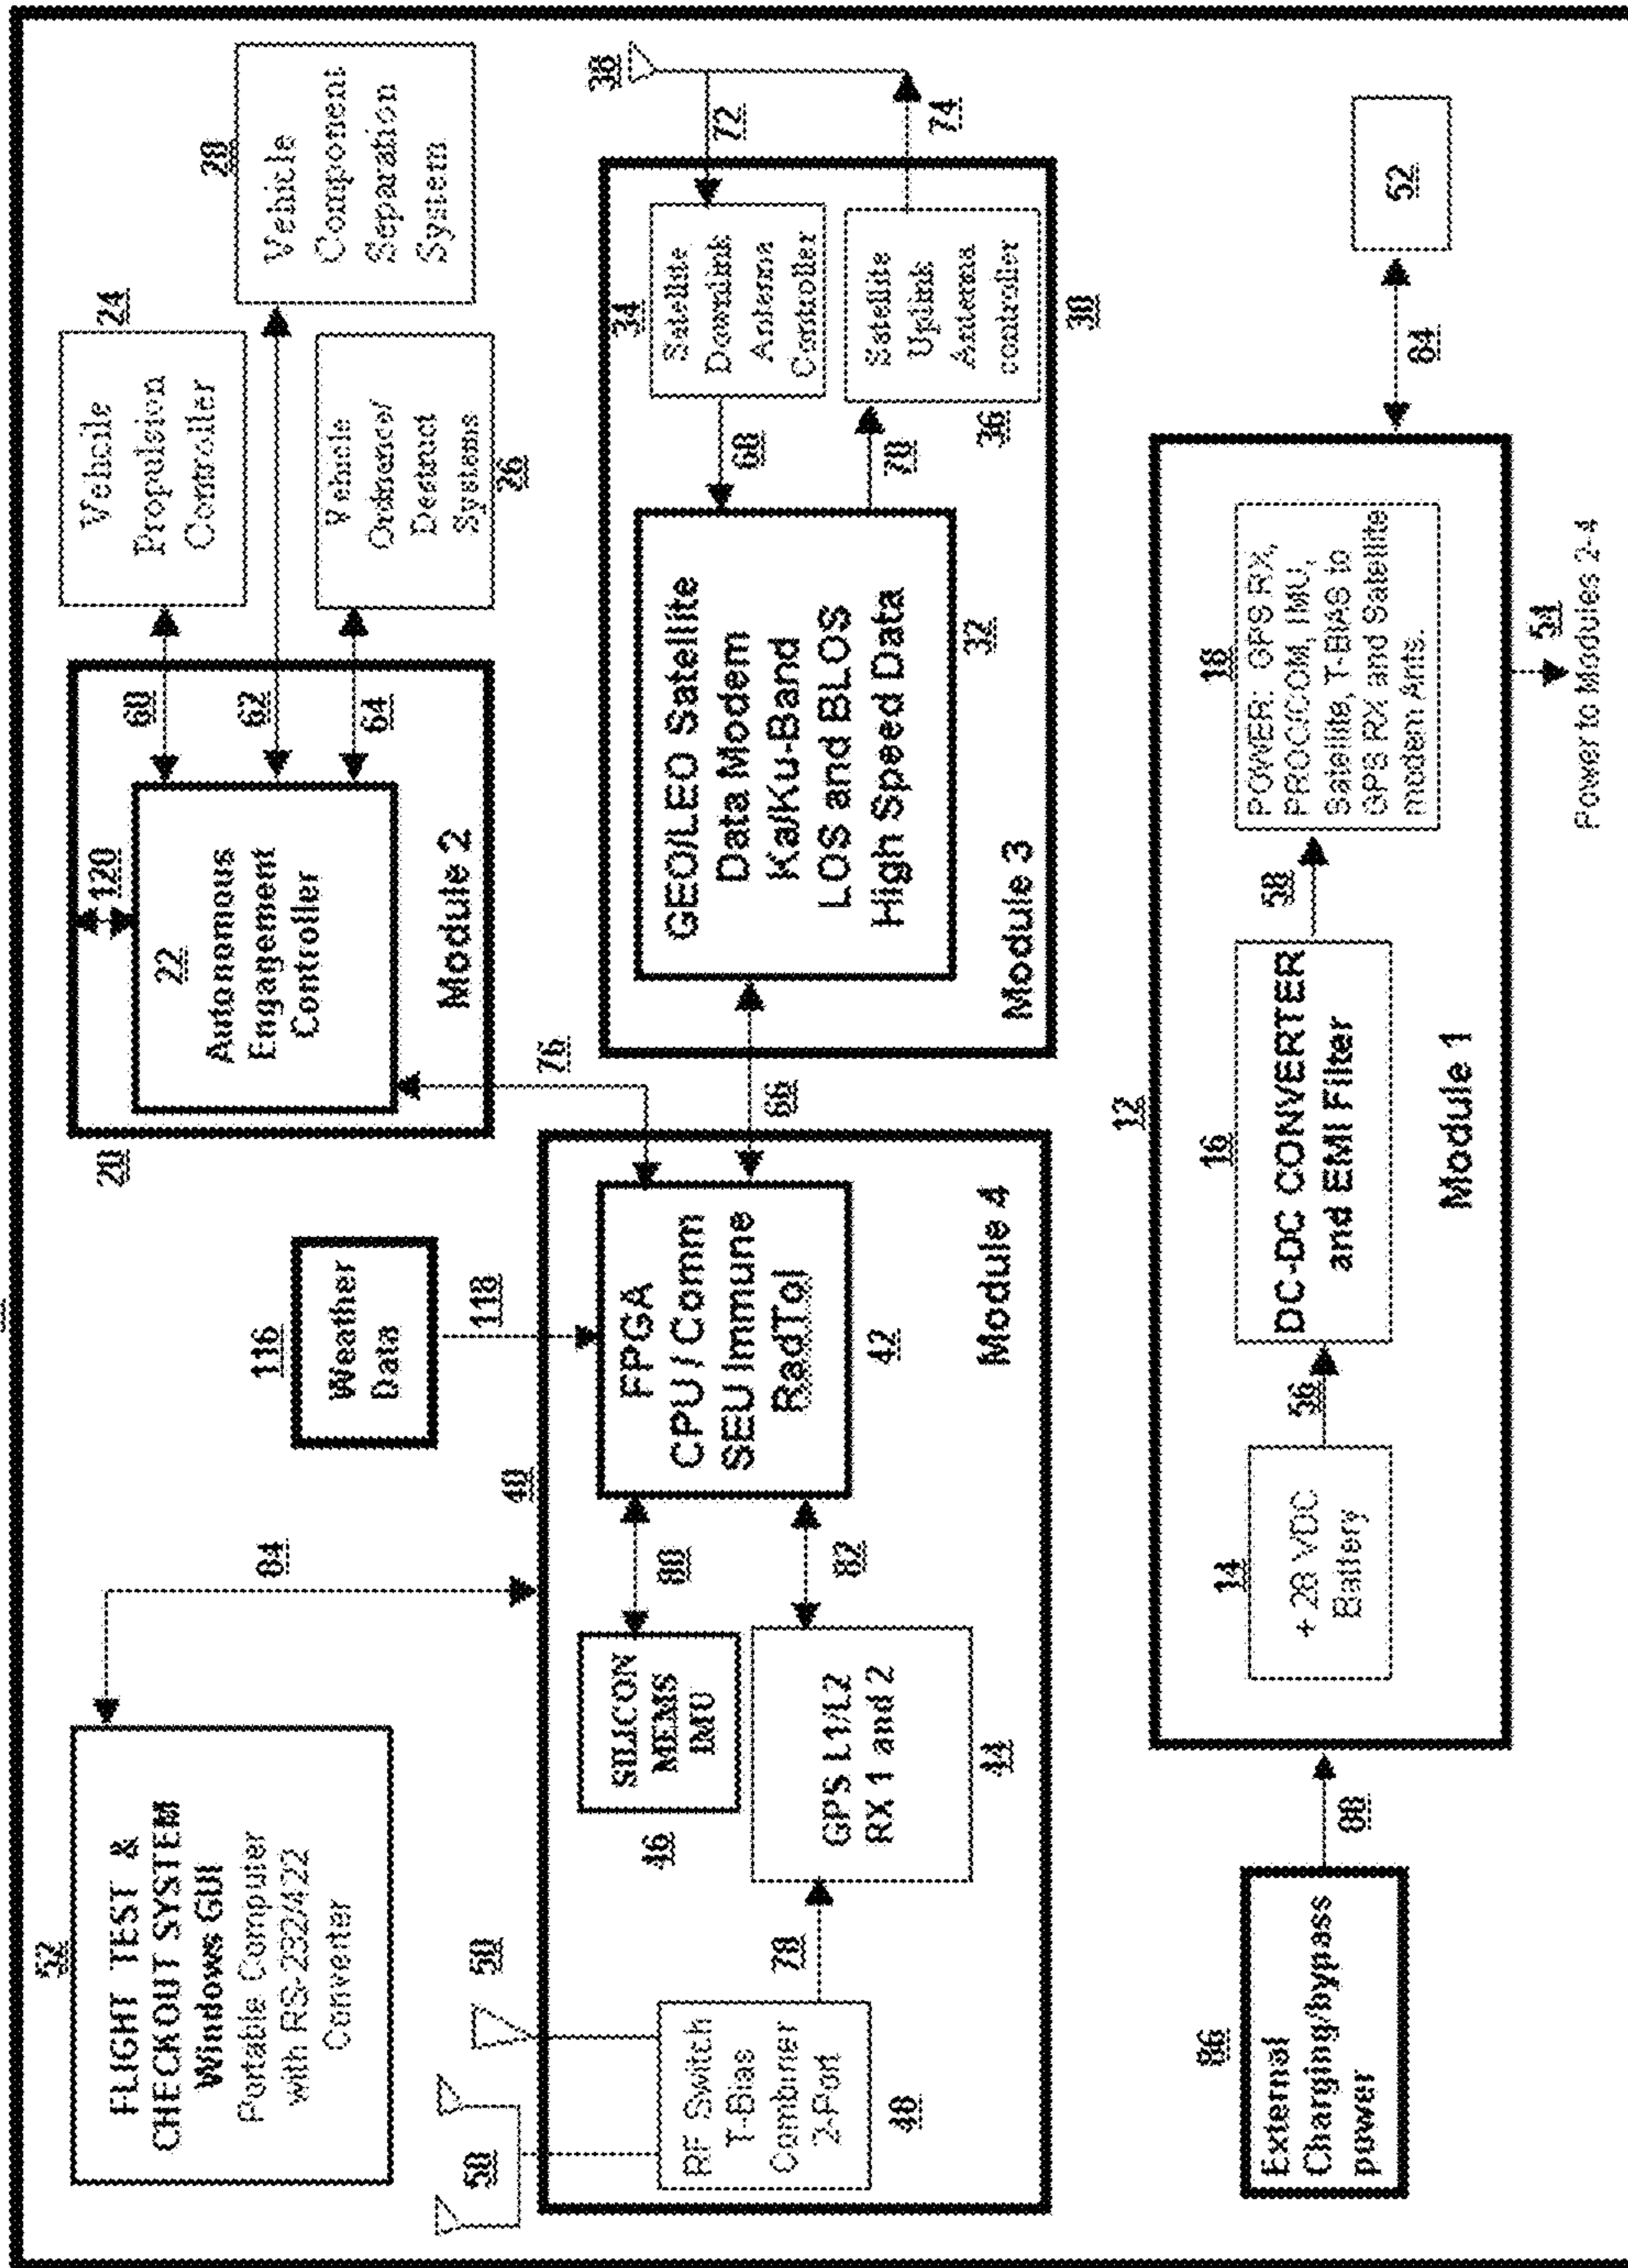 52
FLIGHT TEST &
CHECKOUT SYSTEM
Windows GUI
Portable Computer
with RS-232/422
Converter
84
116
Weather
Data
118
20
22
Autonomous
Engagement
Controller
120
Module 2
60
62
64
76
24
Vehicle
Propulsion
Controller
28
Vehicle
Component
Separation
System
Vehicle
Ordnance/
Destruct
Systems
26
50
50
40
RF Switch
T-Bias
Combiner
2-Port
48
78
SILICON
MEMS
IMU
46
GPS L1/L2
RX 1 and 2
44
80
82
FPGA
CPU / Comm
SEU Immune
RadTol
42
Module 4
66
GEO/LEO Satellite
Data Modem
Ka/Ku-Band
LOS and BLOS
High Speed Data
32
Module 3
68
70
34
Satellite
Downlink
Antenna
Controller
Satellite
Uplink
Antenna
controller
36
30
38
72
74
86
External
Charging/bypass
power
88
12
14
+ 28 VDC
Battery
56
16
DC-DC CONVERTER
and EMI Filter
58
18
POWER: GPS RX,
PROC/COM, IMU,
Satellite, T-BIAS to
GPS RX and Satellite
modem Ants.
Module 1
84
52
54
Power to Modules 2-4